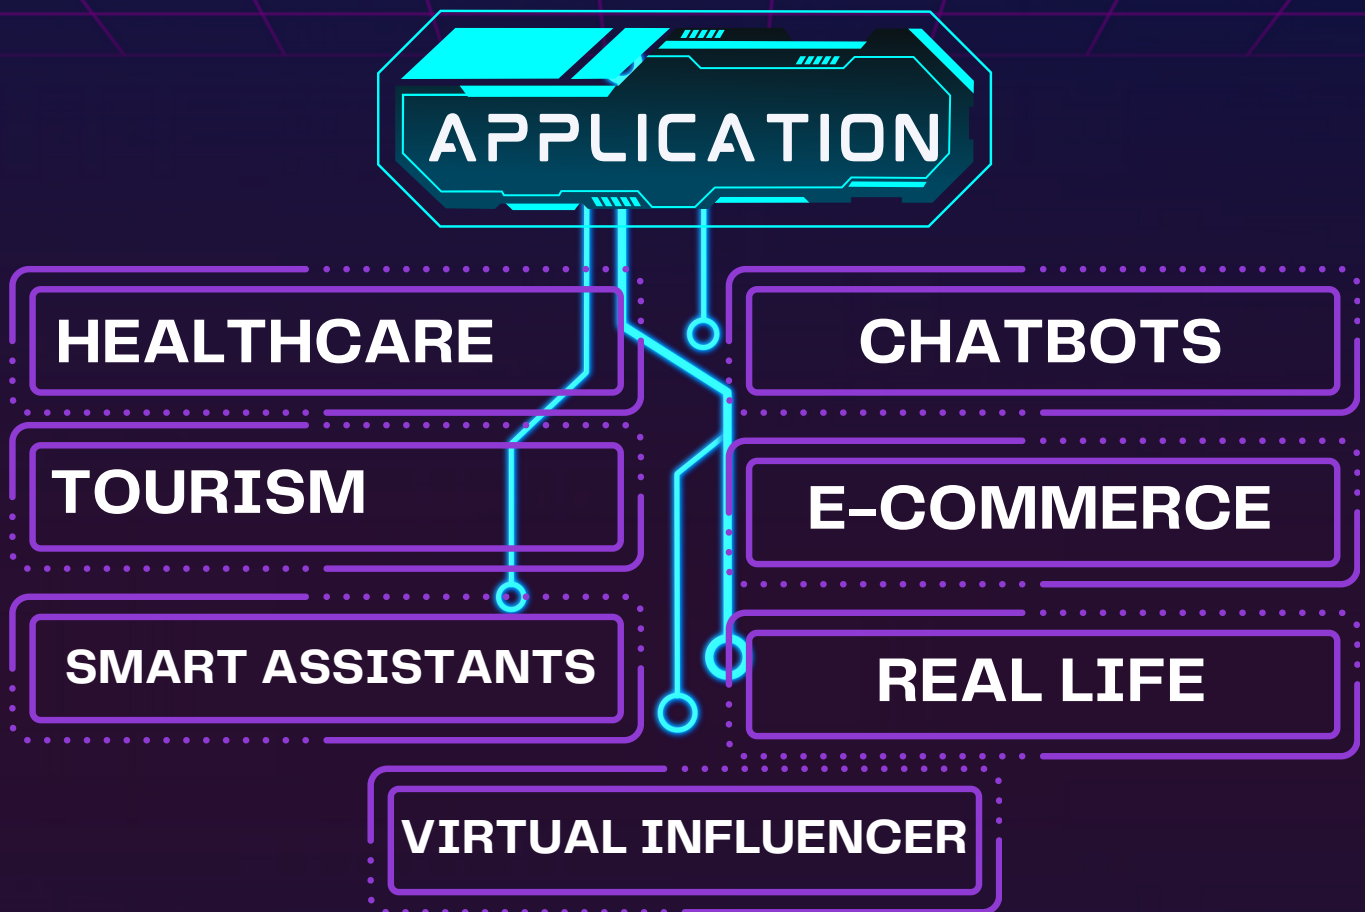 APPLICATION
HEALTHCARE
CHATBOTS
TOURISM
E-COMMERCE
SMART ASSISTANTS
REAL LIFE
VIRTUAL INFLUENCER